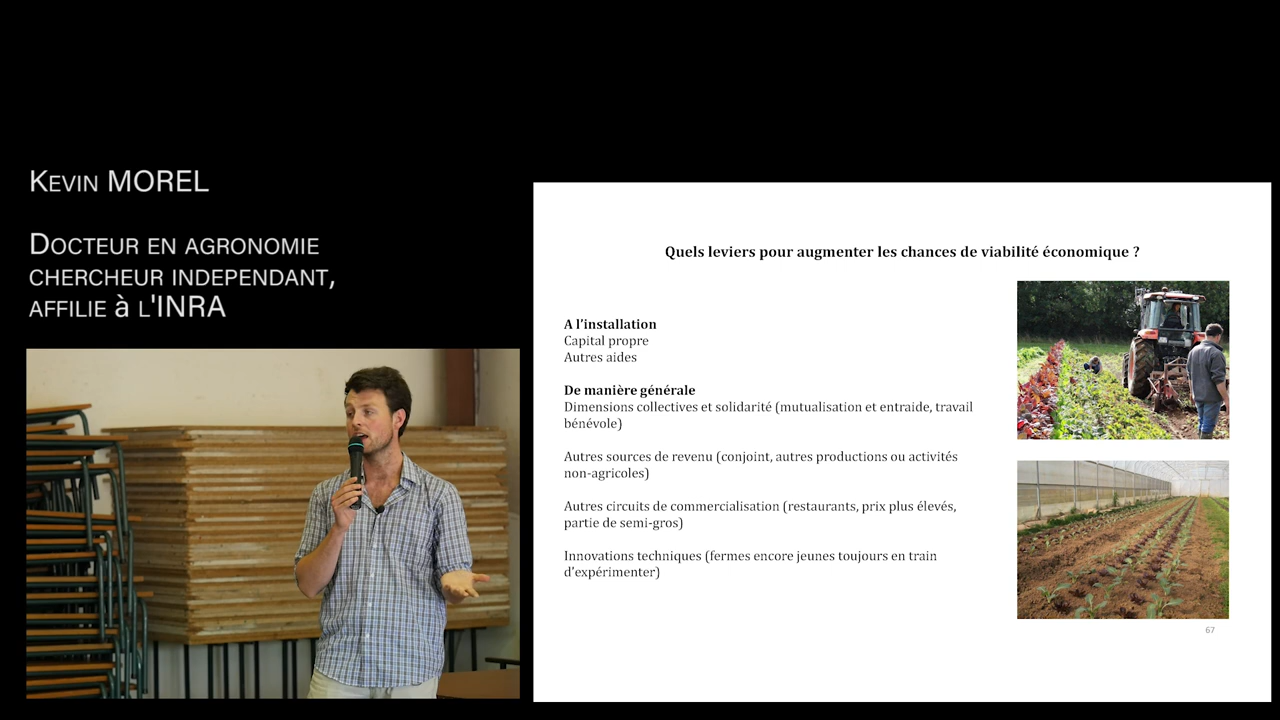 Kevin MOREL
Docteur en agronomie
chercheur independant,
affilie à l'INRA
Quels leviers pour augmenter les chances de viabilité économique ?
A l'installation
Capital propre
Autres aides
De manière générale
Dimensions collectives et solidarité (mutualisation et entraide, travail
bénévole)
Autres sources de revenu (conjoint, autres productions ou activités
non-agricoles)
Autres circuits de commercialisation (restaurants, prix plus élevés,
partie de semi-gros)
Innovations techniques (fermes encore jeunes toujours en train
d'expérimenter)
67